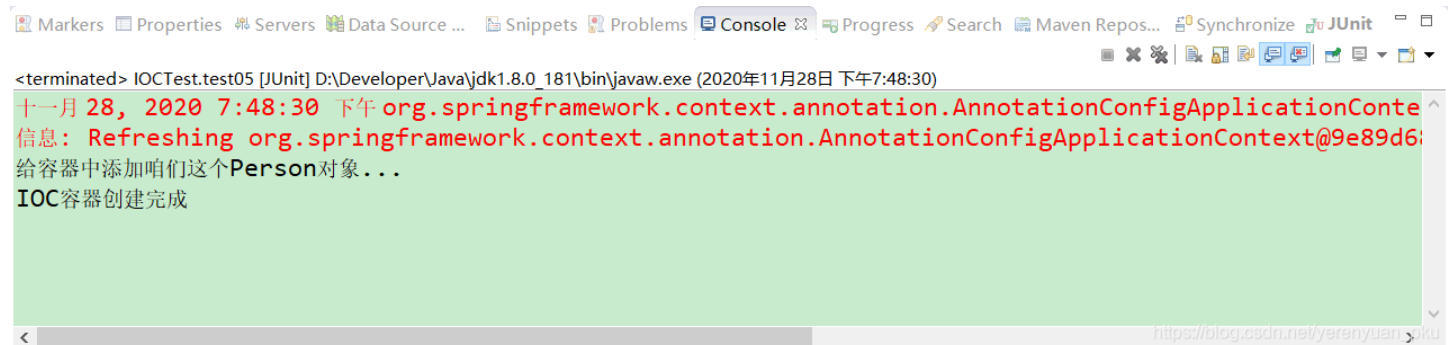 Markers Properties Servers Data Source ... Snippets Problems Console Progress Search Maven Repos... Synchronize JUnit
<terminated> IOCTest.test05 [JUnit] D:\Developer\Java\jdk1.8.0_181\bin\javaw.exe (2020年11月28日 下午7:48:30)
十一月 28, 2020 7:48:30 下午 org.springframework.context.annotation.AnnotationConfigApplicationConte
信息: Refreshing org.springframework.context.annotation.AnnotationConfigApplicationContext@9e89d68
给容器中添加咱们这个Person对象...
IOC容器创建完成
https://blog.csdn.net/yerenyuan_pku